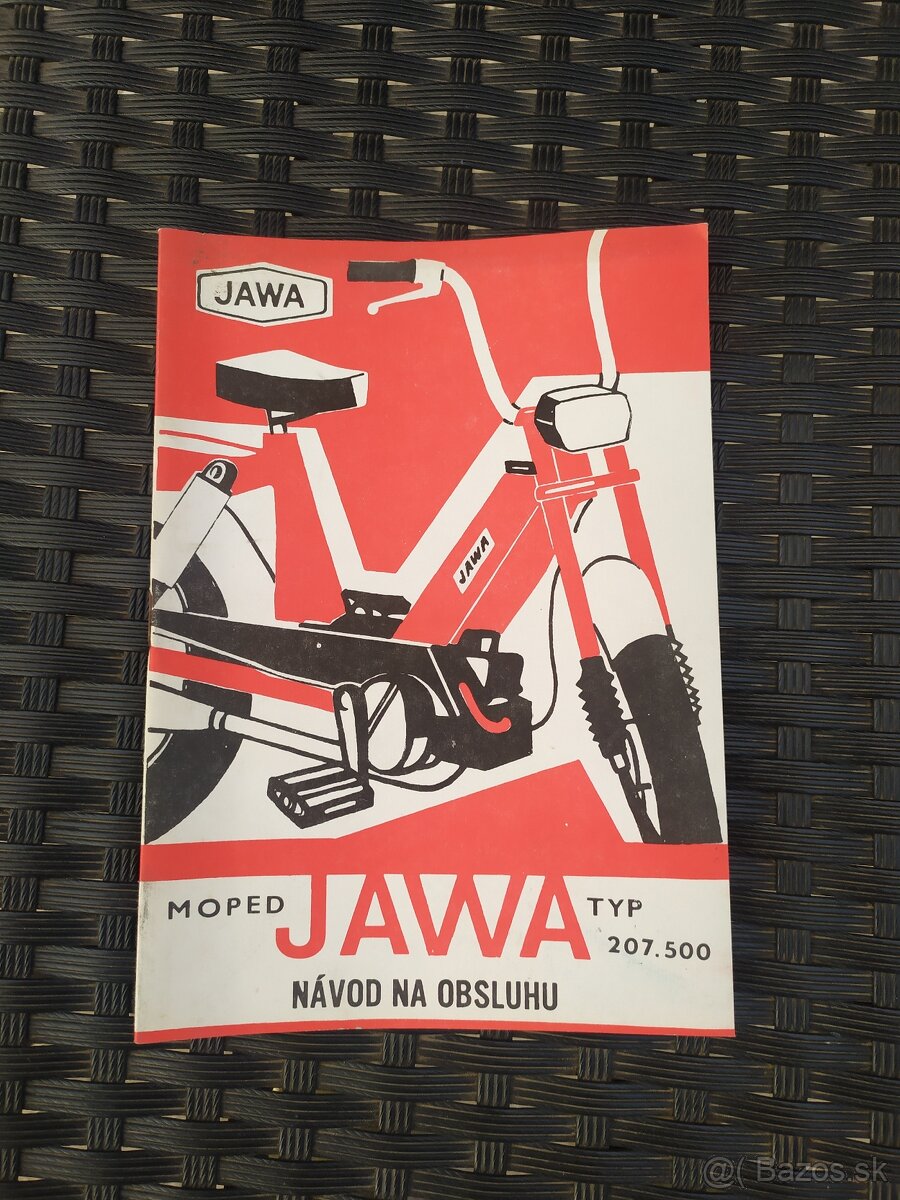 JAWA
JAWA
MOPED JAWA TYP
207.500
NÁVOD NA OBSLUHU
@( Bazos.sk